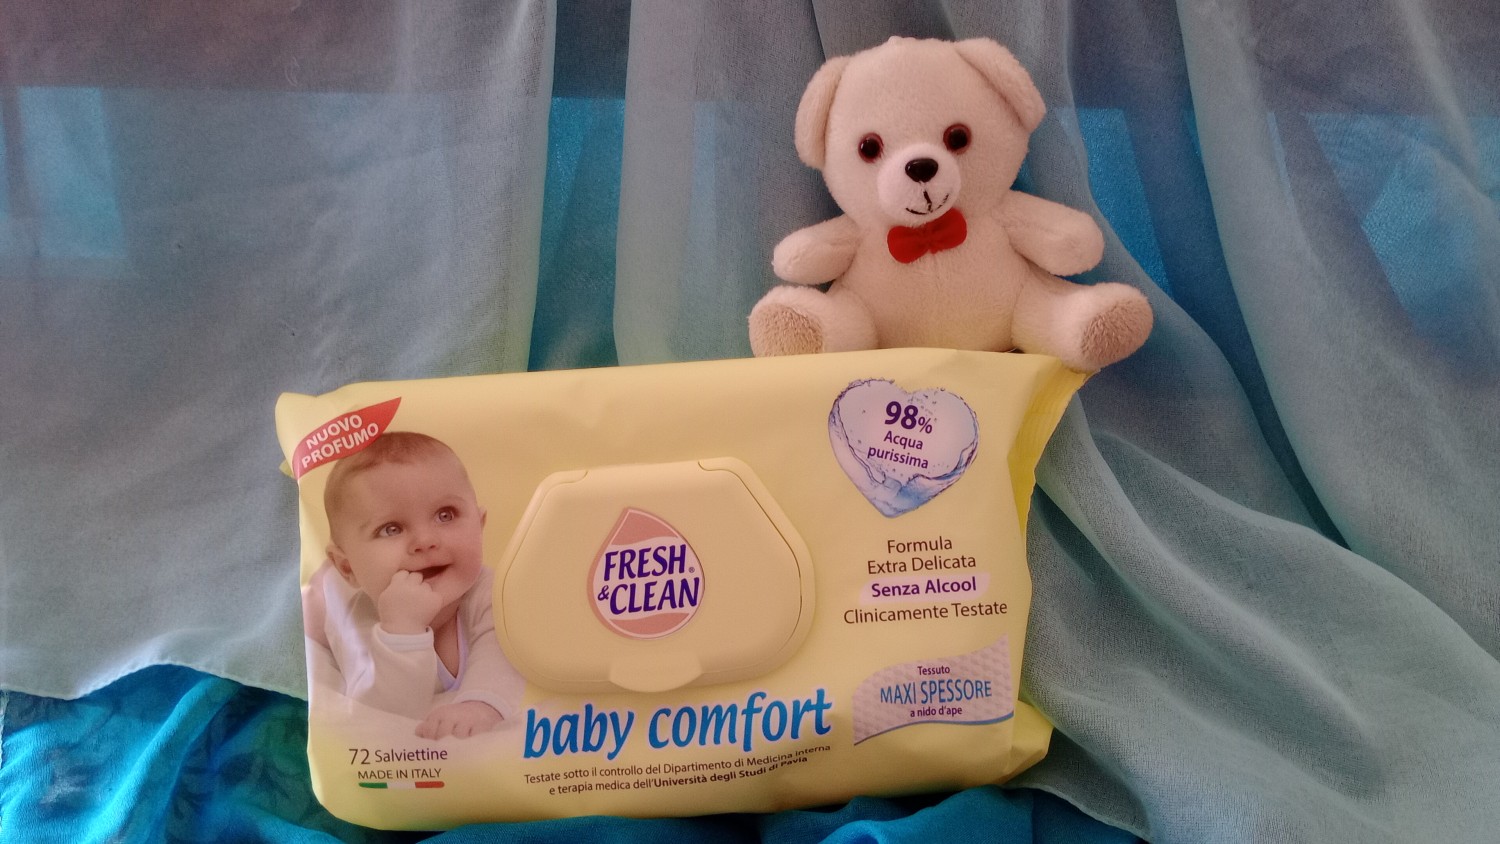 NUOVO
PROFUMO
98%
Acqua
purissima
FRESH®
& CLEAN
Formula
Extra Delicata
Senza Alcool
Clinicamente Testate
Tessuto
MAXI SPESSORE
a nido d'ape
baby comfort
72 Salviettine
MADE IN ITALY
Testate sotto il controllo del Dipartimento di Medicina Interna
e terapia medica dell'Università degli Studi di Pavia